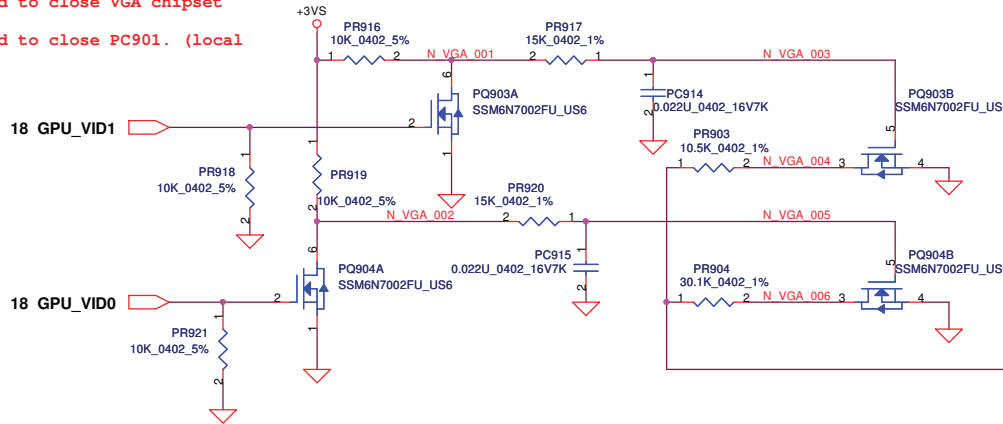 d to close VGA chipset
d to close PC901. (local
+3VS
PR916
10K_0402_5%
1
2
N_VGA_001
PR917
15K_0402_1%
2
1
N_VGA_003
6
PQ903A
SSM6N7002FU_US6
2
1
1
PC914
0.022U_0402_16V7K
2
PQ903B
SSM6N7002FU_US
5
18 GPU_VID1
1
PR918
10K_0402_5%
2
1
PR919
10K_0402_5%
2
PR903
10.5K_0402_1%
1
2
N_VGA_004
3
4
N_VGA_002
PR920
15K_0402_1%
2
1
N_VGA_005
6
PQ904A
SSM6N7002FU_US6
2
1
PC915
0.022U_0402_16V7K
1
2
PQ904B
SSM6N7002FU_US
5
18 GPU_VID0
PR904
30.1K_0402_1%
1
2
N_VGA_006
3
4
1
PR921
10K_0402_5%
2